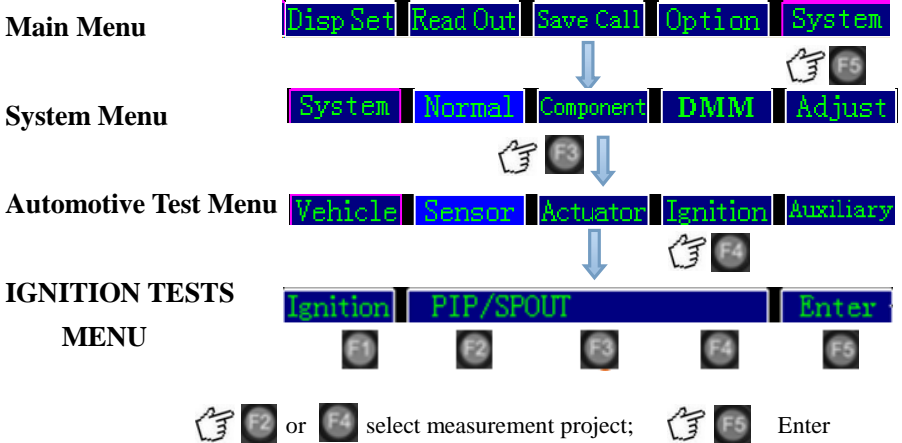 Main Menu Disp Set Read Out Save Call Option System
F5
System Menu System Normal Component DMM Adjust
F3
Automotive Test Menu Vehicle Sensor Actuator Ignition Auxiliary
F4
IGNITION TESTS
MENU
Ignition PIP/SPOUT Enter
F1 F2 F3 F4 F5
F2 or F4 select measurement project; F5 Enter